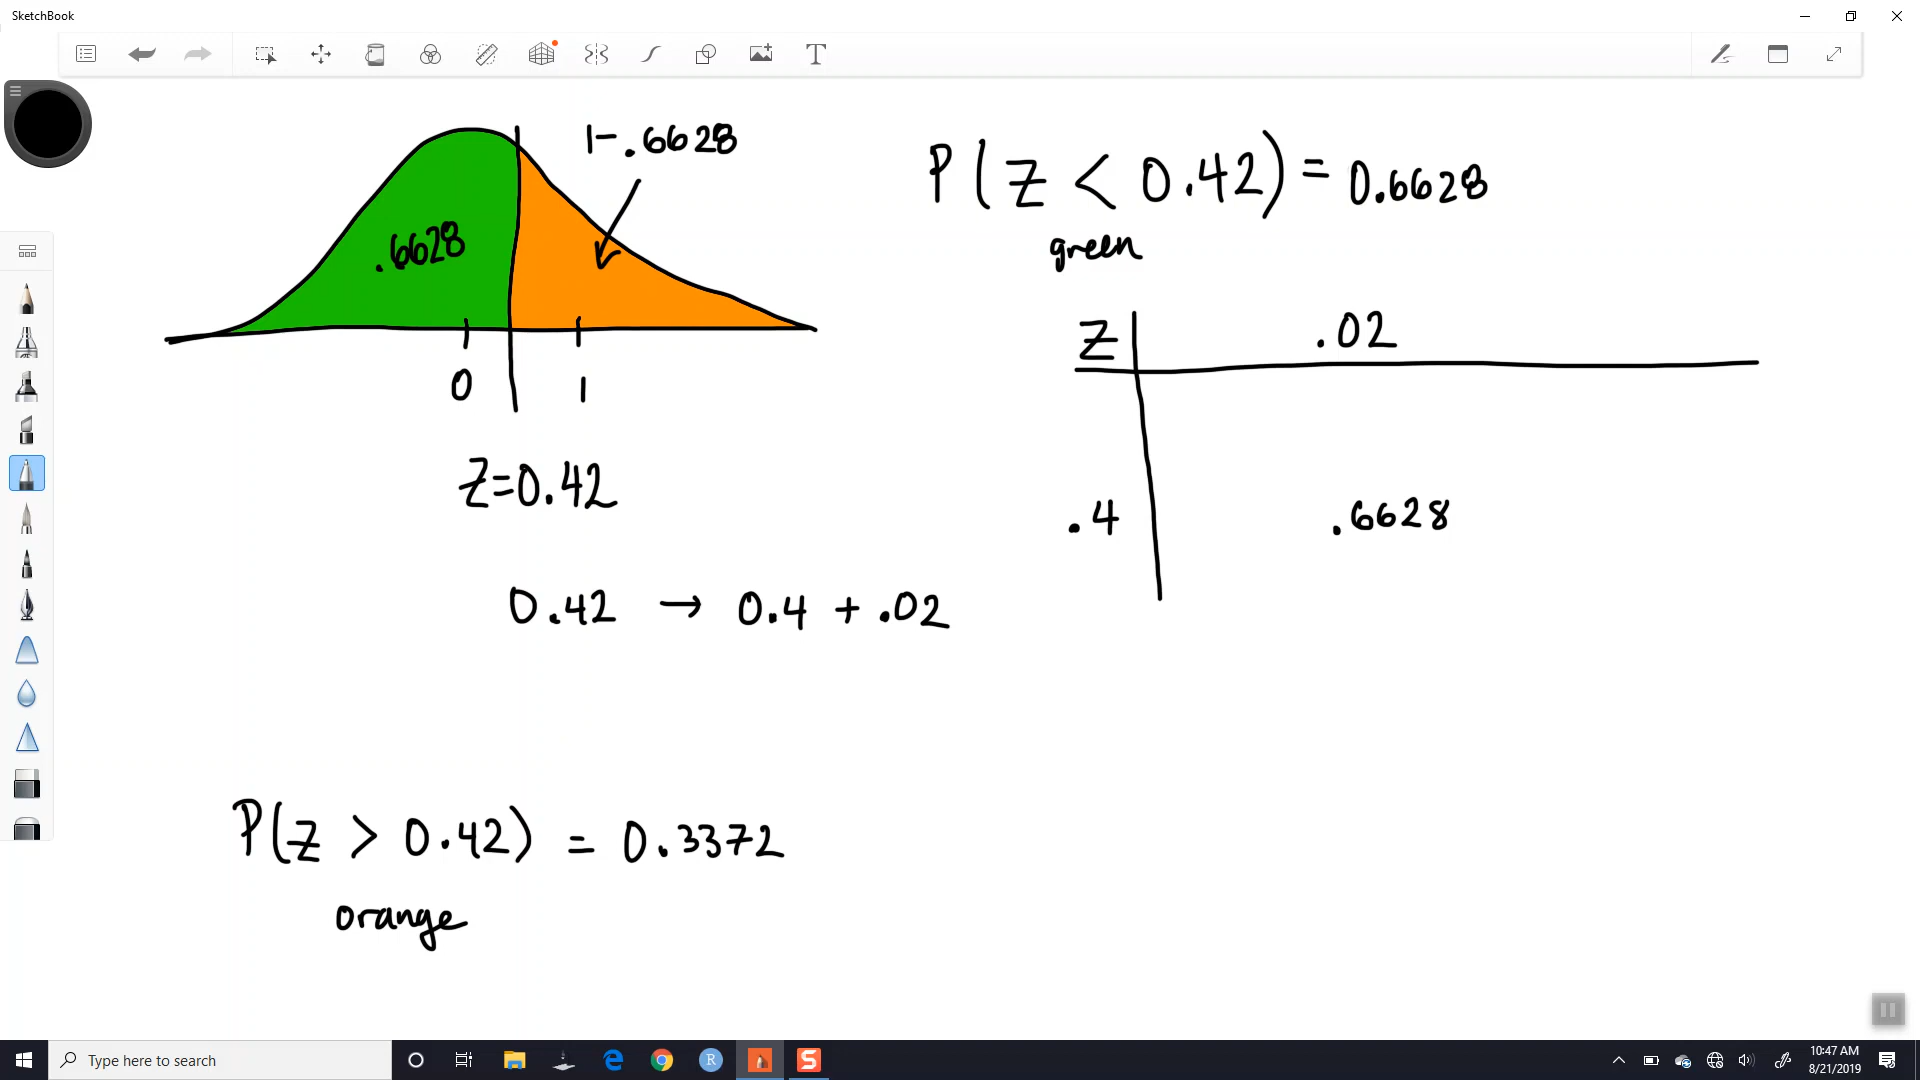 SketchBook
1-.6628
.6628
0 1
Z=0.42
0.42 → 0.4 + .02
P(Z > 0.42) = 0.3372
orange
P(Z < 0.42) = 0.6628
green
Z .02
.4 .6628
Type here to search
10:47 AM
8/21/2019